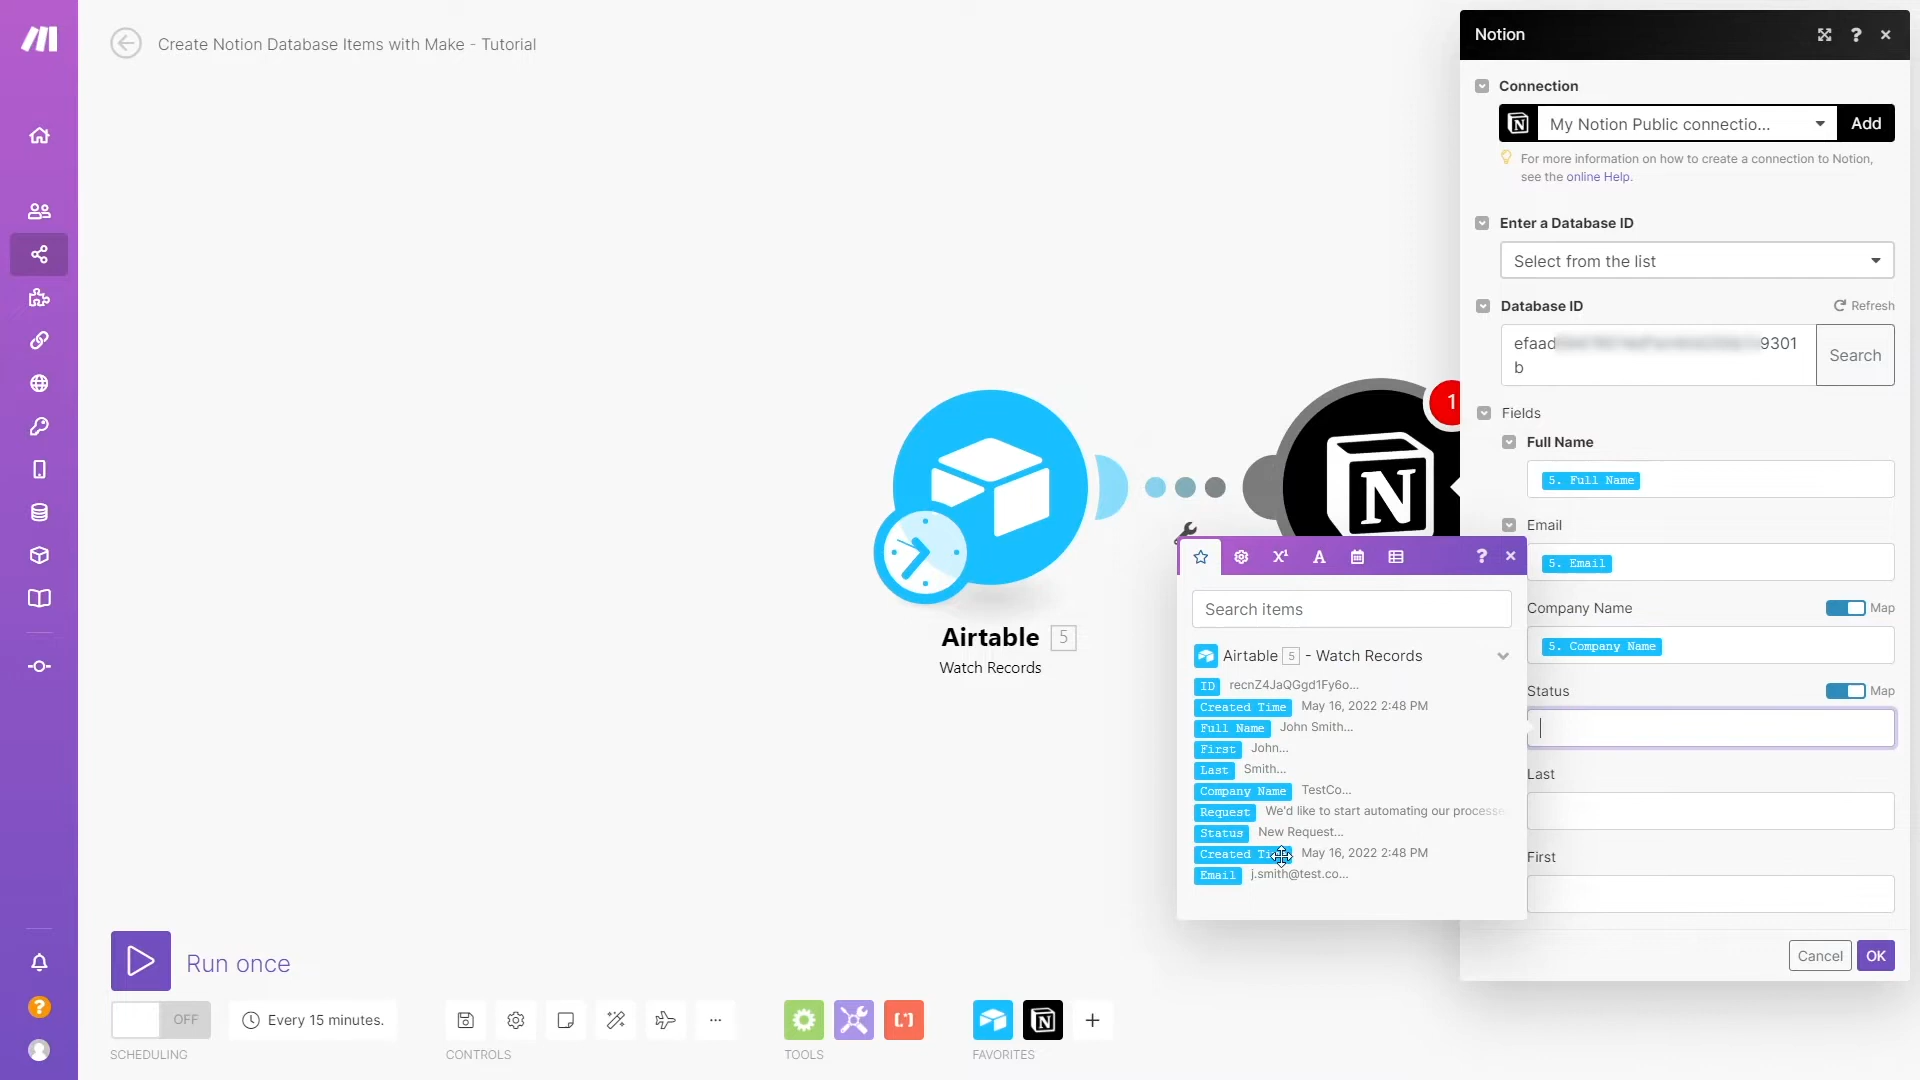 Create Notion Database Items with Make - Tutorial
Notion
?
Connection
My Notion Public connectio...
Add
For more information on how to create a connection to Notion,
see the online Help.
Enter a Database ID
Select from the list
Database ID
Refresh
efaad
9301
b
Search
Fields
Full Name
5. Full Name
Email
5. Email
Company Name
Map
5. Company Name
Status
Map
Last
First
Cancel
OK
1
N
Airtable 5
Watch Records
?
Search items
Airtable 5 - Watch Records
ID recnZ4JaQGgd1Fy6o...
Created Time May 16, 2022 2:48 PM
Full Name John Smith...
First John...
Last Smith...
Company Name TestCo...
Request We'd like to start automating our processe
Status New Request...
Created Ti May 16, 2022 2:48 PM
Email j.smith@test.co...
Run once
OFF
Every 15 minutes.
SCHEDULING
CONTROLS
TOOLS
FAVORITES